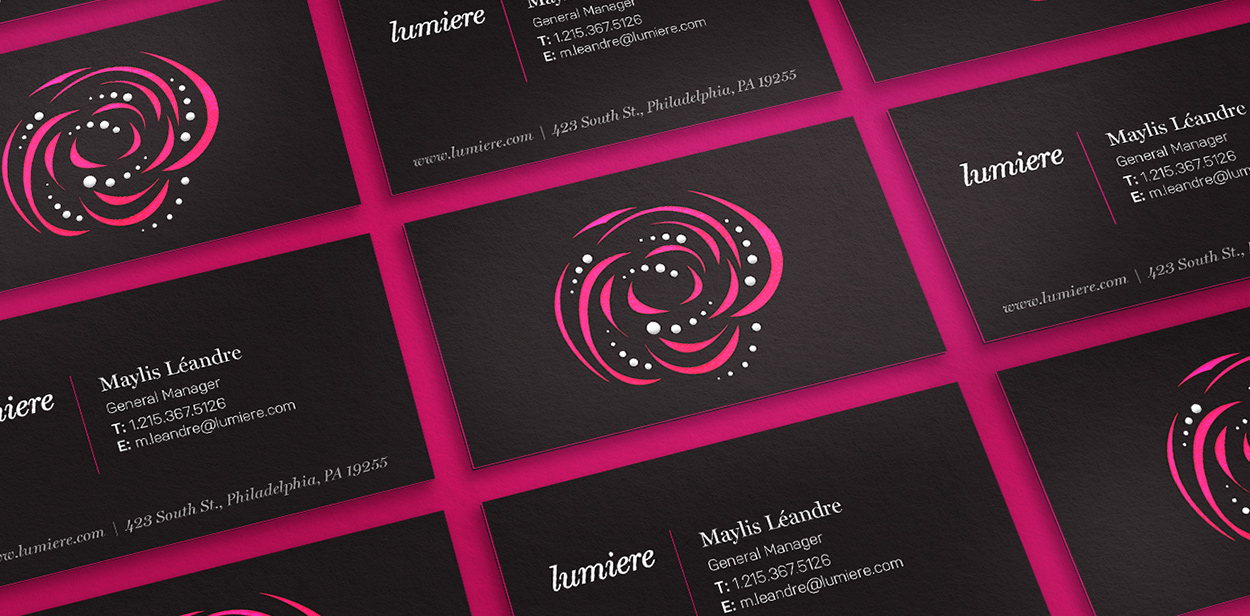 lumiere
General Manager
T: 1.215.367.5126
E: m.leandre@lumiere.com
www.lumiere.com | 423 South St., Philadelphia, PA 19255
lumiere
Maylis Léandre
General Manager
T: 1.215.367.5126
E: m.leandre@lum
www.lumiere.com | 423 South St.,
niere
Maylis Léandre
General Manager
T: 1.215.367.5126
E: m.leandre@lumiere.com
ww.lumiere.com | 423 South St., Philadelphia, PA 19255
lumiere
Maylis Léandre
General Manager
T: 1.215.367.5126
E: m.leandre@lumiere.com